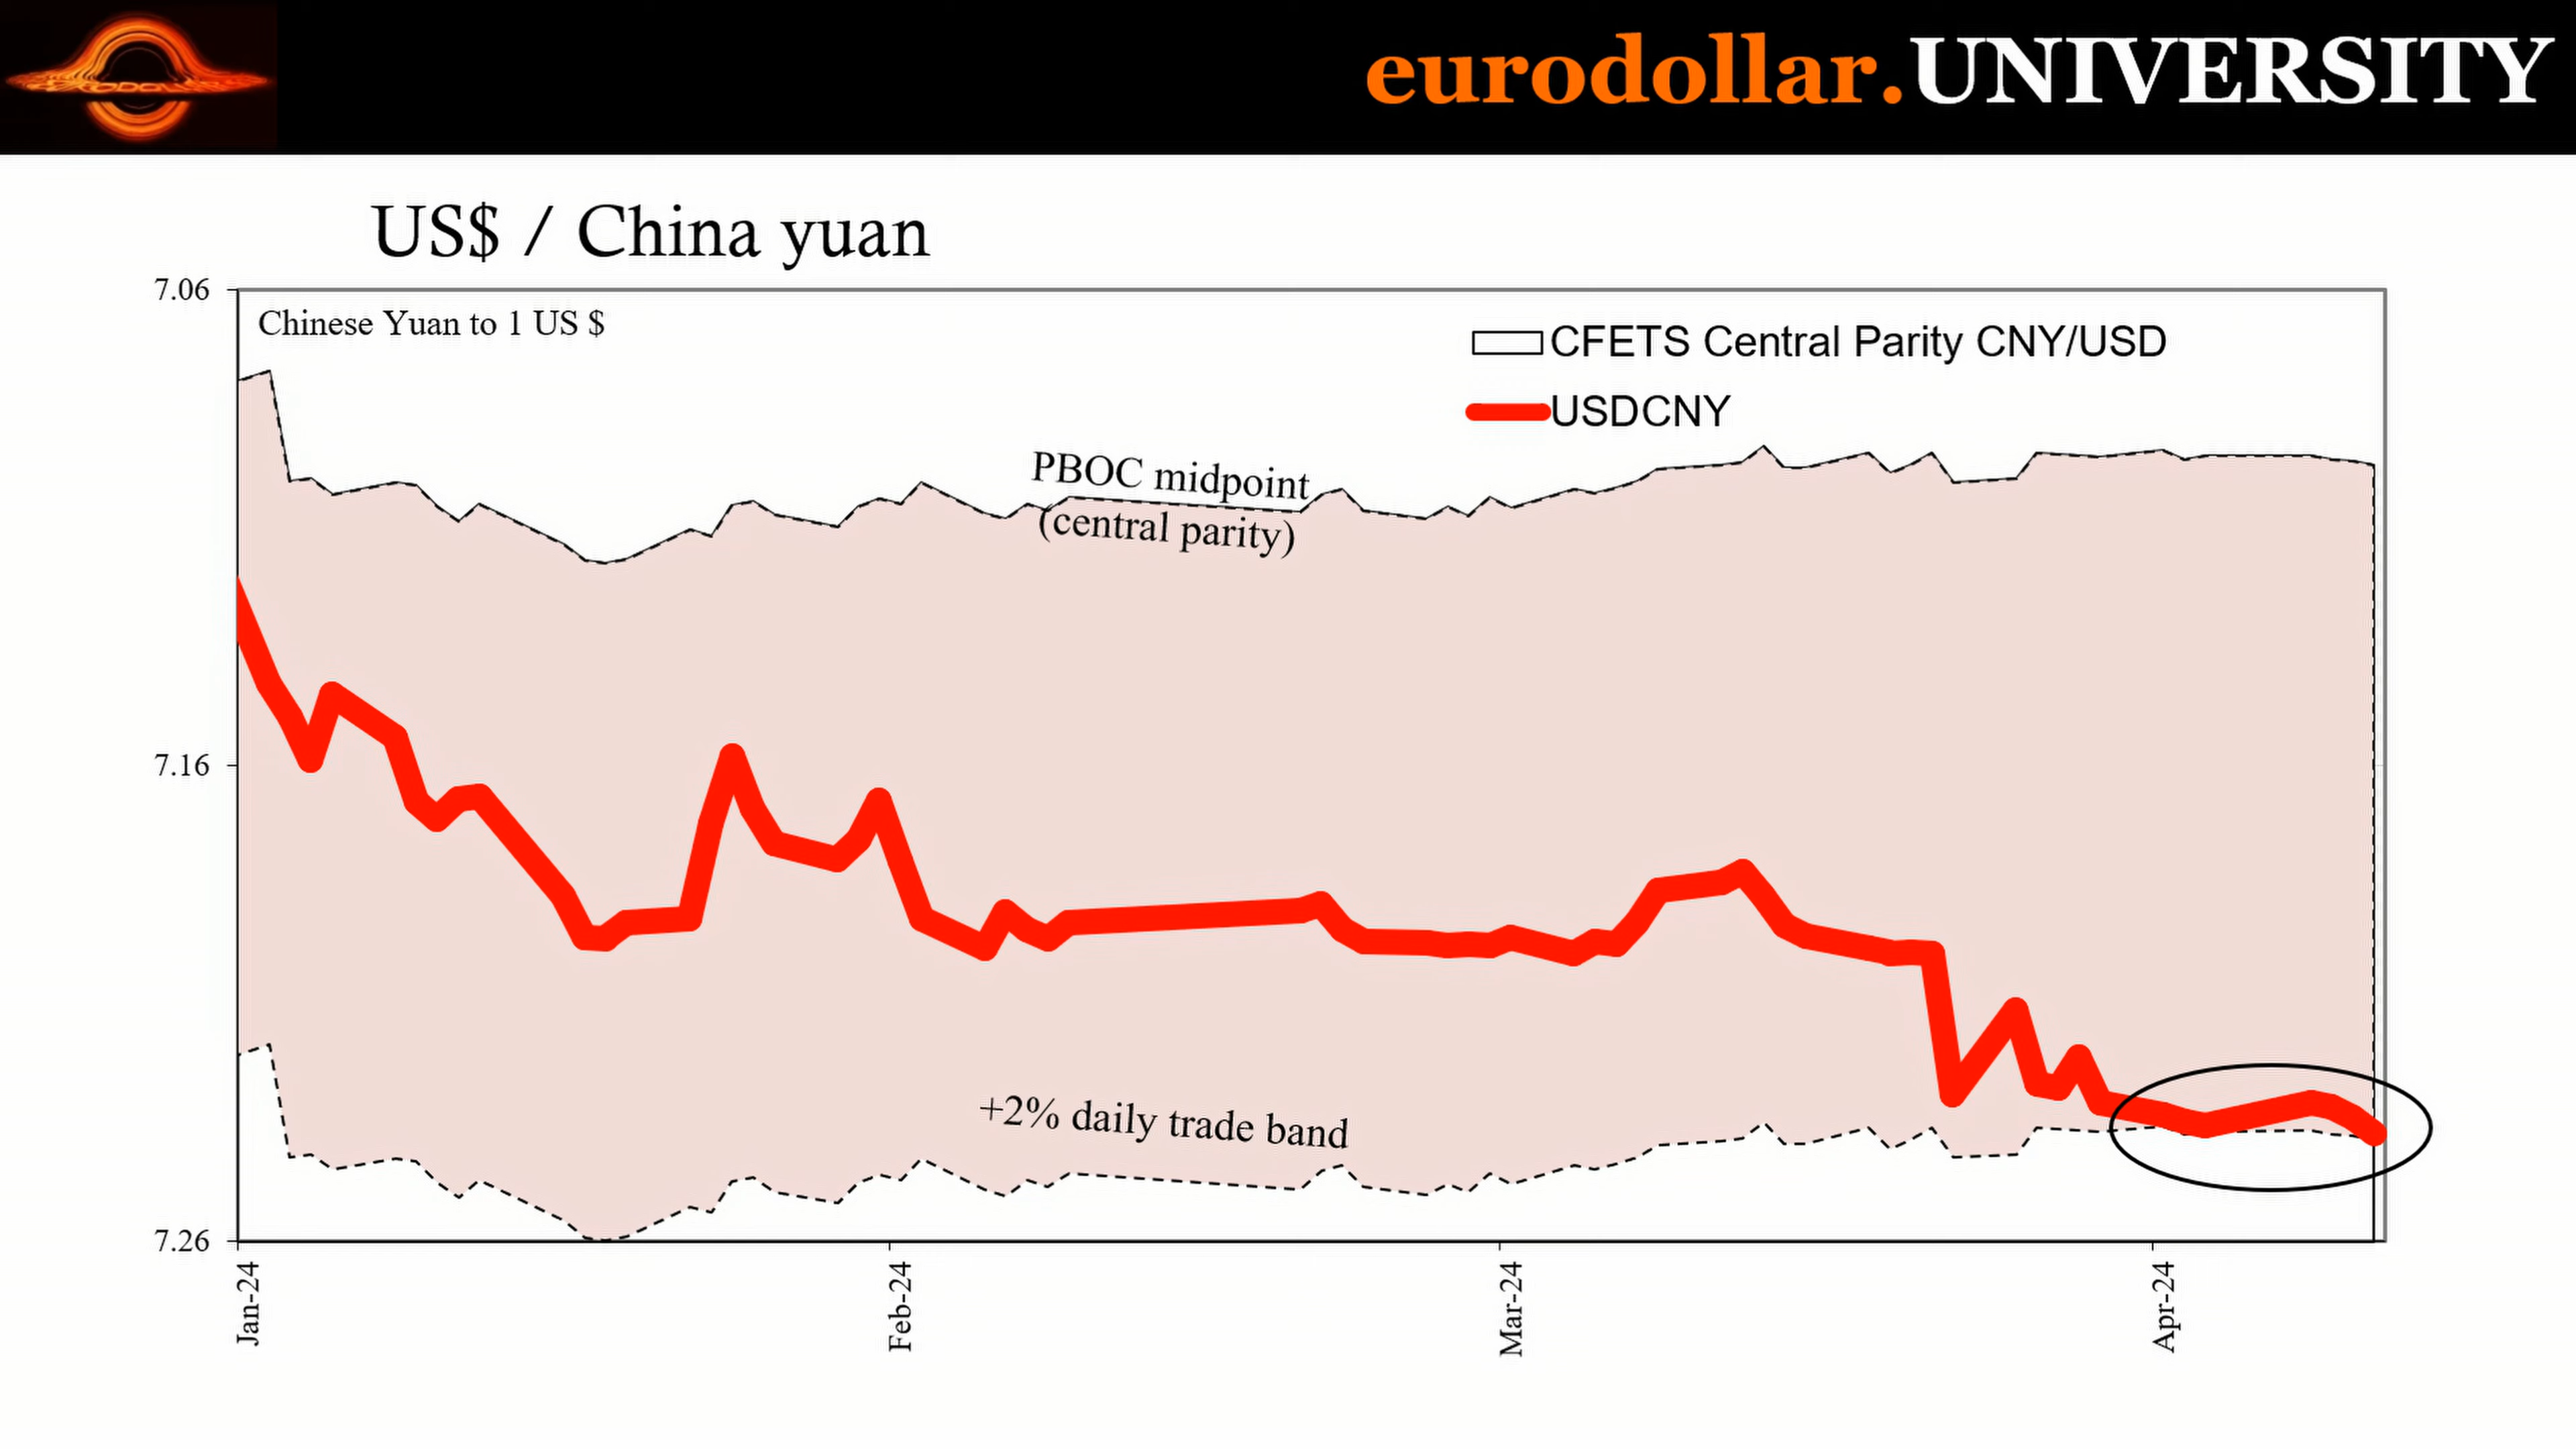 EURODOLLAR
eurodollar.UNIVERSITY
US$ / China yuan
7.06
Chinese Yuan to 1 US $
CFETS Central Parity CNY/USD
USDCNY
PBOC midpoint
(central parity)
7.16
+2% daily trade band
7.26
Jan-24
Feb-24
Mar-24
Apr-24